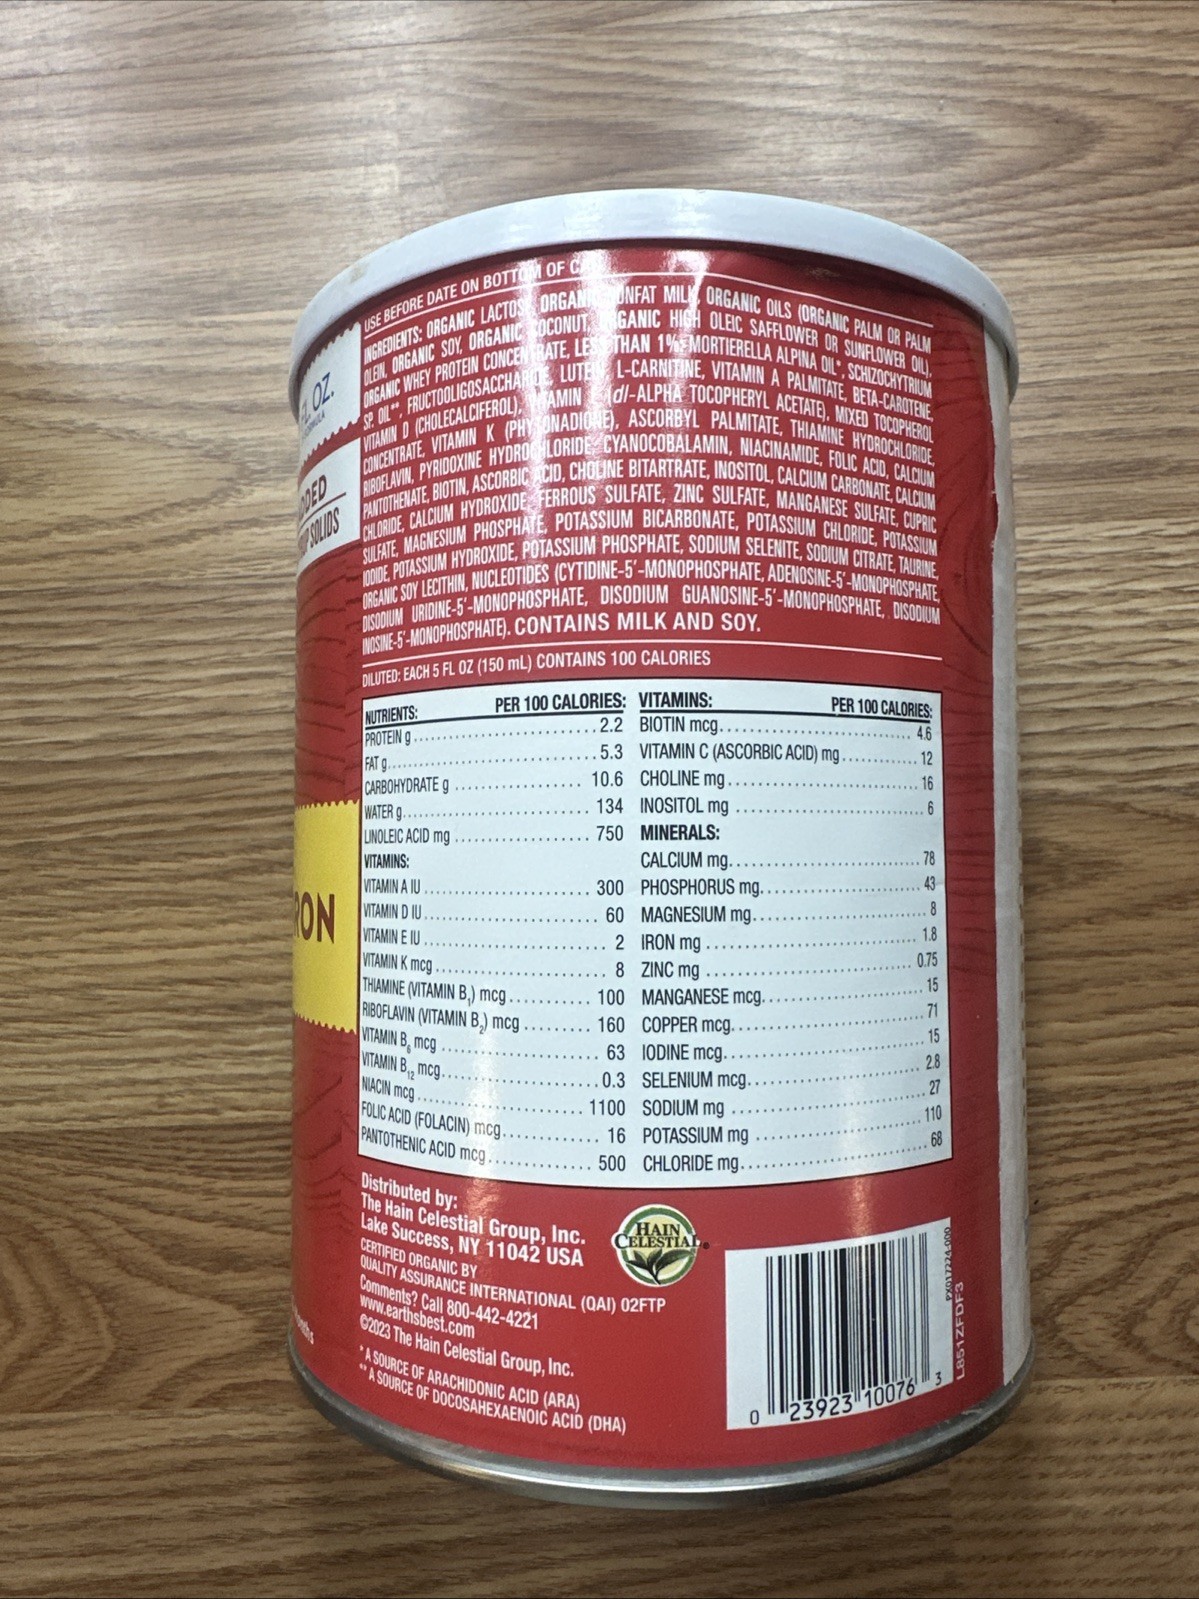 L OZ.
DDED
SOLIDS
RON
USE BEFORE DATE ON BOTTOM OF CAN
INGREDIENTS: ORGANIC LACTOSE, ORGANIC NONFAT MILK, ORGANIC OILS (ORGANIC PALM OR PALM
OLEIN, ORGANIC SOY, ORGANIC COCONUT, ORGANIC HIGH OLEIC SAFFLOWER OR SUNFLOWER OIL),
ORGANIC WHEY PROTEIN CONCENTRATE, LESS THAN 1%: MORTIERELLA ALPINA OIL*, SCHIZOCHYTRIUM
SP. OIL**, FRUCTOOLIGOSACCHARIDE, LUTEIN, L-CARNITINE, VITAMIN A PALMITATE, BETA-CAROTENE,
VITAMIN D (CHOLECALCIFEROL), VITAMIN (dl-ALPHA TOCOPHERYL ACETATE), MIXED TOCOPHEROL
CONCENTRATE, VITAMIN K (PHYTONADIONE), ASCORBYL PALMITATE, THIAMINE HYDROCHLORIDE,
RIBOFLAVIN, PYRIDOXINE HYDROCHLORIDE, CYANOCOBALAMIN, NIACINAMIDE, FOLIC ACID, CALCIUM
PANTOTHENATE, BIOTIN, ASCORBIC ACID, CHOLINE BITARTRATE, INOSITOL, CALCIUM CARBONATE, CALCIUM
CHLORIDE, CALCIUM HYDROXIDE, FERROUS SULFATE, ZINC SULFATE, MANGANESE SULFATE, CUPRIC
SULFATE, MAGNESIUM PHOSPHATE, POTASSIUM BICARBONATE, POTASSIUM CHLORIDE, POTASSIUM
IODIDE, POTASSIUM HYDROXIDE, POTASSIUM PHOSPHATE, SODIUM SELENITE, SODIUM CITRATE, TAURINE,
ORGANIC SOY LECITHIN, NUCLEOTIDES (CYTIDINE-5'-MONOPHOSPHATE, ADENOSINE-5'-MONOPHOSPHATE,
DISODIUM URIDINE-5'-MONOPHOSPHATE, DISODIUM GUANOSINE-5'-MONOPHOSPHATE, DISODIUM
INOSINE-5'-MONOPHOSPHATE). CONTAINS MILK AND SOY.
DILUTED: EACH 5 FL OZ (150 mL) CONTAINS 100 CALORIES
NUTRIENTS: PER 100 CALORIES:
PROTEIN g 2.2
FAT g 5.3
CARBOHYDRATE g 10.6
WATER g 134
LINOLEIC ACID mg 750
VITAMINS:
VITAMIN A IU 300
VITAMIN D IU 60
VITAMIN E IU 2
VITAMIN K mcg 8
THIAMINE (VITAMIN B1) mcg 100
RIBOFLAVIN (VITAMIN B2) mcg 160
VITAMIN B6 mcg 63
VITAMIN B12 mcg 0.3
NIACIN mcg 1100
FOLIC ACID (FOLACIN) mcg 16
PANTOTHENIC ACID mcg 500
VITAMINS: PER 100 CALORIES:
BIOTIN mcg 4.6
VITAMIN C (ASCORBIC ACID) mg 12
CHOLINE mg 16
INOSITOL mg 6
MINERALS:
CALCIUM mg 78
PHOSPHORUS mg 43
MAGNESIUM mg 8
IRON mg 1.8
ZINC mg 0.75
MANGANESE mcg 15
COPPER mcg 71
IODINE mcg 15
SELENIUM mcg 2.8
SODIUM mg 27
POTASSIUM mg 110
CHLORIDE mg 68
Distributed by:
The Hain Celestial Group, Inc.
Lake Success, NY 11042 USA
CERTIFIED ORGANIC BY
QUALITY ASSURANCE INTERNATIONAL (QAI) 02FTP
Comments? Call 800-442-4221
www.earthsbest.com
©2023 The Hain Celestial Group, Inc.
* A SOURCE OF ARACHIDONIC ACID (ARA)
** A SOURCE OF DOCOSAHEXAENOIC ACID (DHA)
HAIN
CELESTIAL
0 23923 10076 3
PX017224-000
L851ZFDF3